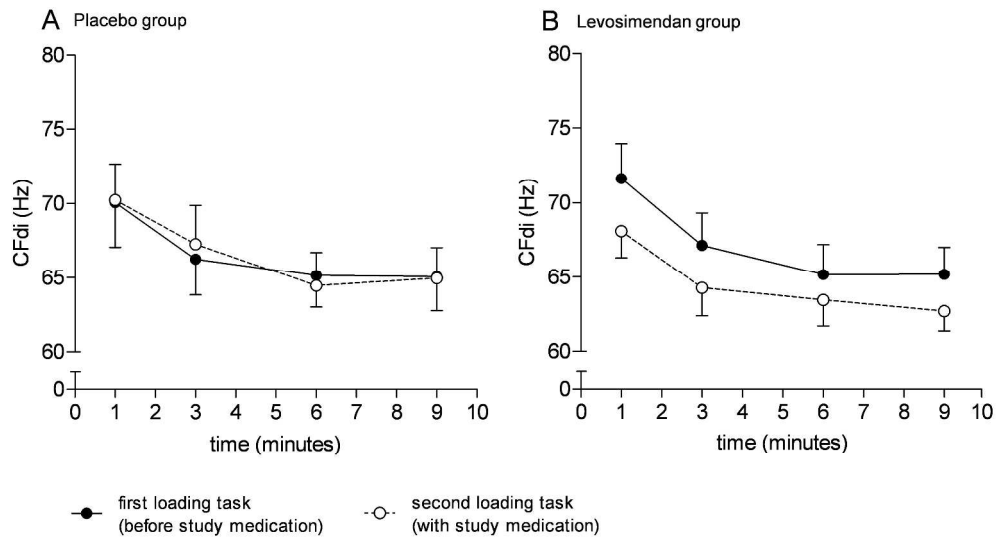 A Placebo group
80
75
70
65
60
0
CFdi (Hz)
0 1 2 3 4 5 6 7 8 9 10
time (minutes)
B Levosimendan group
80
75
70
65
60
0
CFdi (Hz)
0 1 2 3 4 5 6 7 8 9 10
time (minutes)
first loading task
(before study medication)
second loading task
(with study medication)